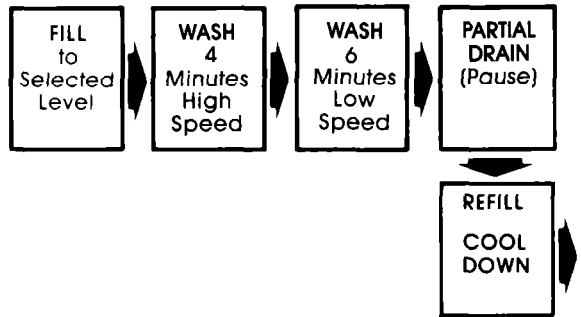 FILL
to
Selected
Level
WASH
4
Minutes
High
Speed
WASH
6
Minutes
Low
Speed
PARTIAL
DRAIN
(Pause)
REFILL
COOL
DOWN